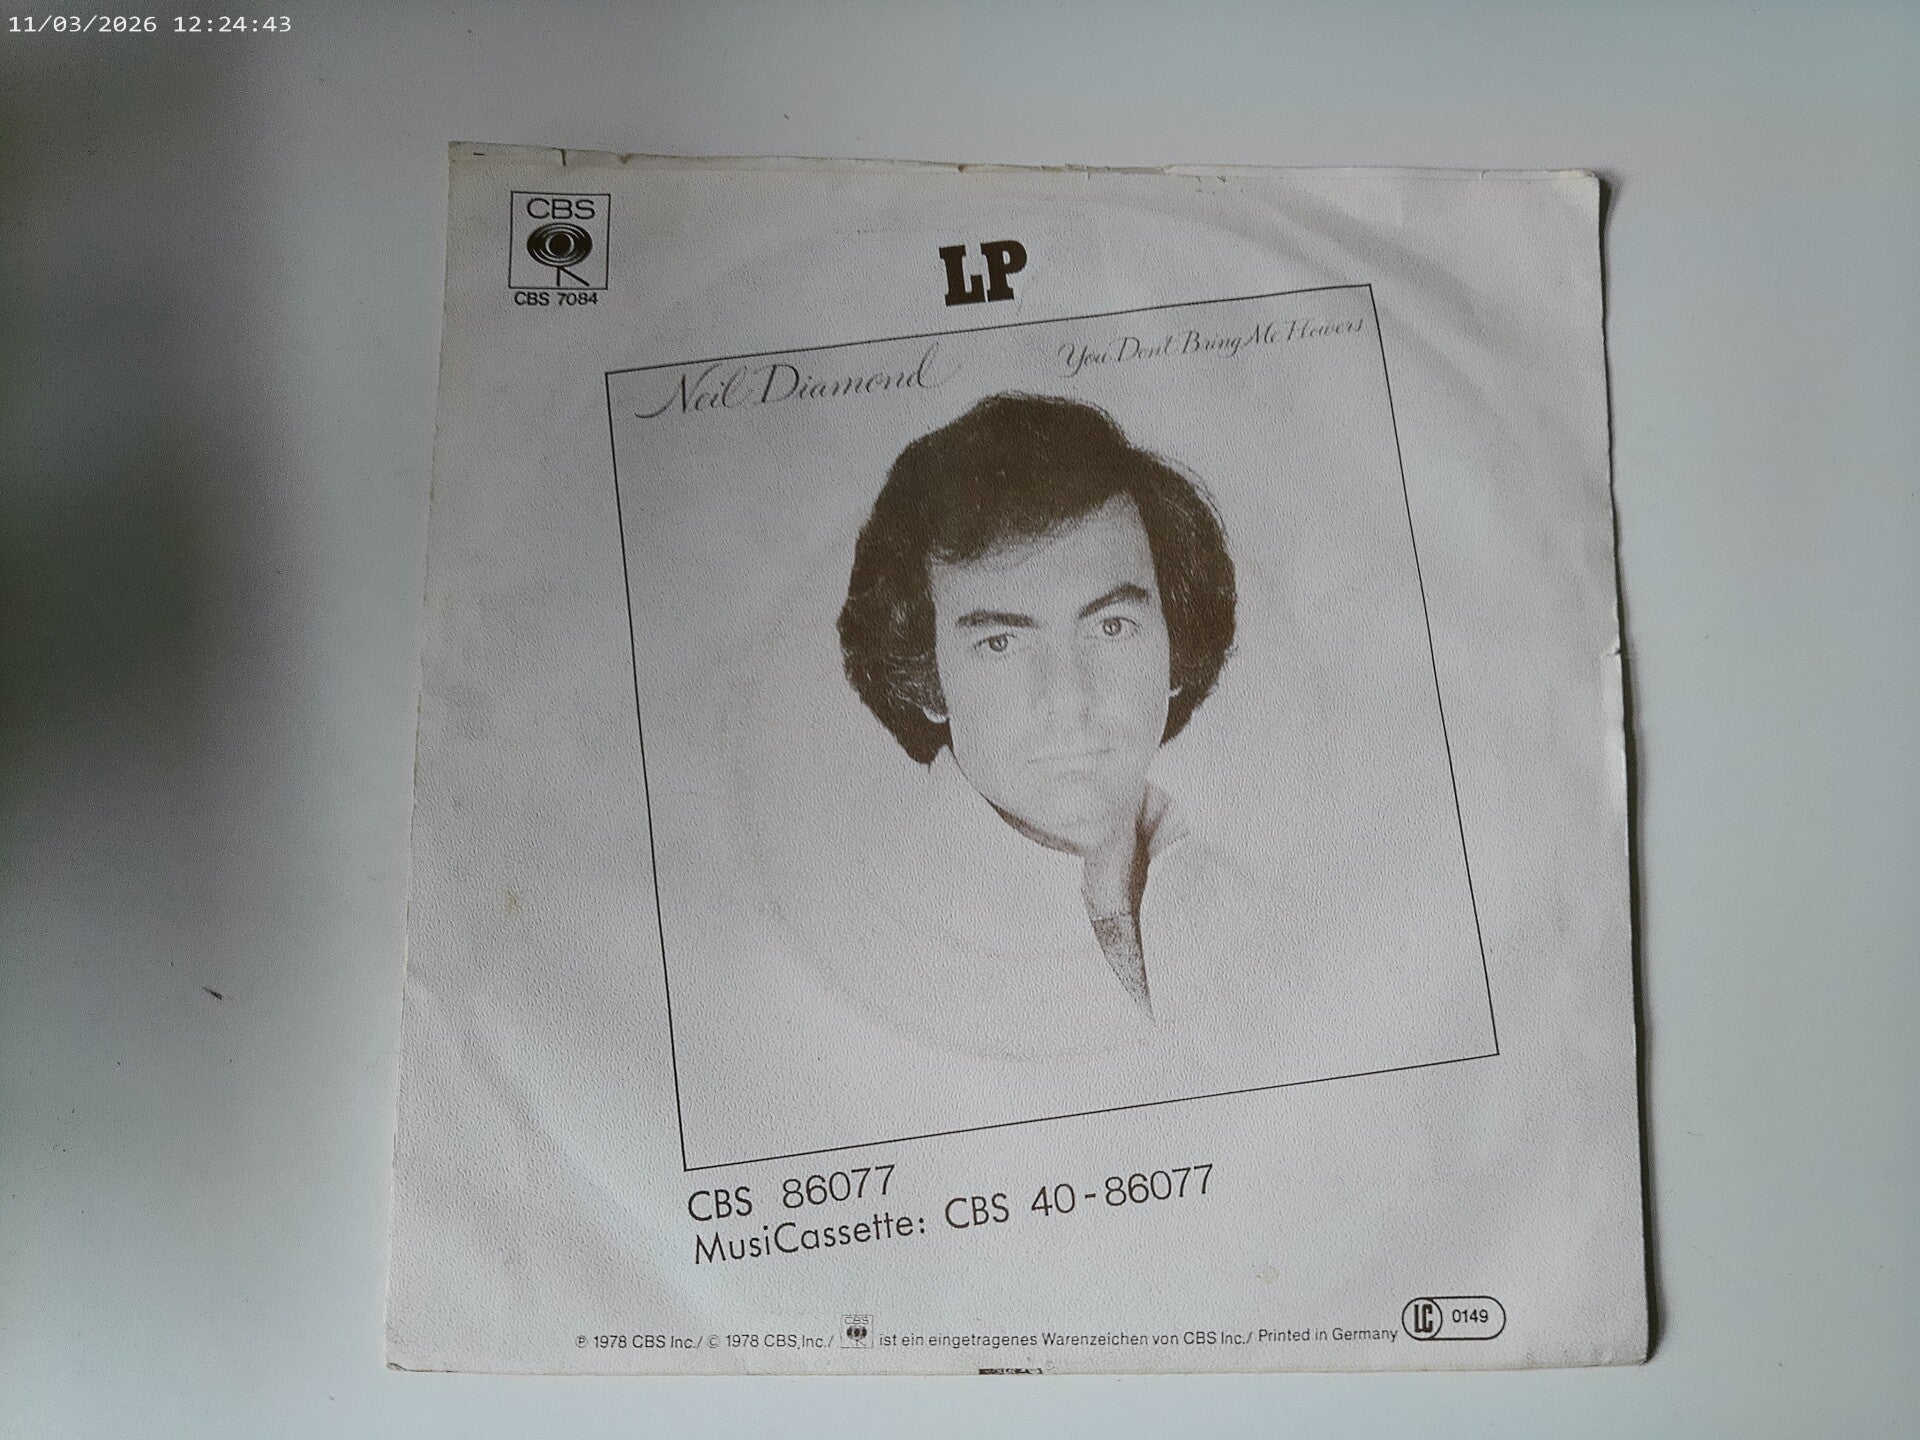 11/03/2026 12:24:43
CBS
CBS 7084
LP
Neil Diamond
You Don't Bring Me Flowers
CBS 86077
MusiCassette: CBS 40-86077
℗ 1978 CBS Inc./ © 1978 CBS, Inc./ CBS ist ein eingetragenes Warenzeichen von CBS Inc./ Printed in Germany
LC 0149